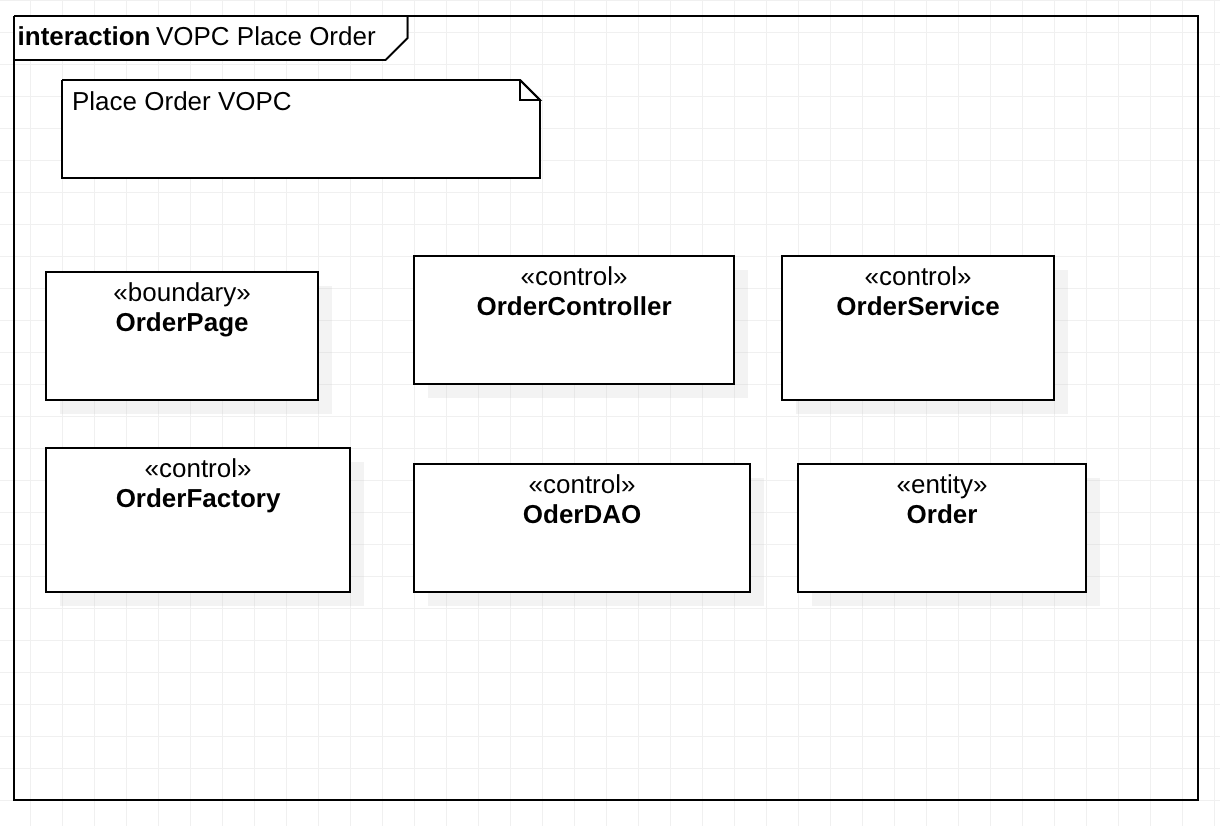 interaction VOPC Place Order
Place Order VOPC
«boundary»
OrderPage
«control»
OrderController
«control»
OrderService
«control»
OrderFactory
«control»
OderDAO
«entity»
Order